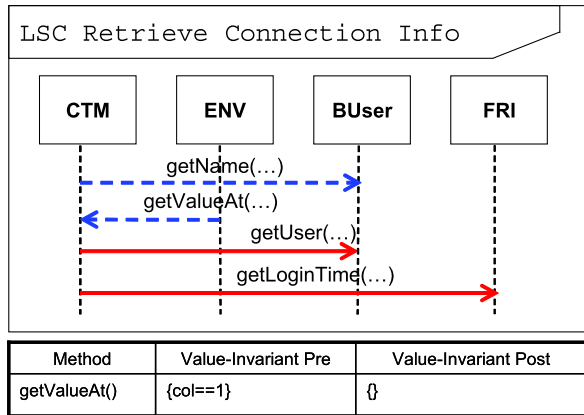 LSC Retrieve Connection Info
CTM ENV BUser FRI
getName(…)
getValueAt(…)
getUser(…)
getLoginTime(…)
Method Value-Invariant Pre Value-Invariant Post
getValueAt() {col==1} {}